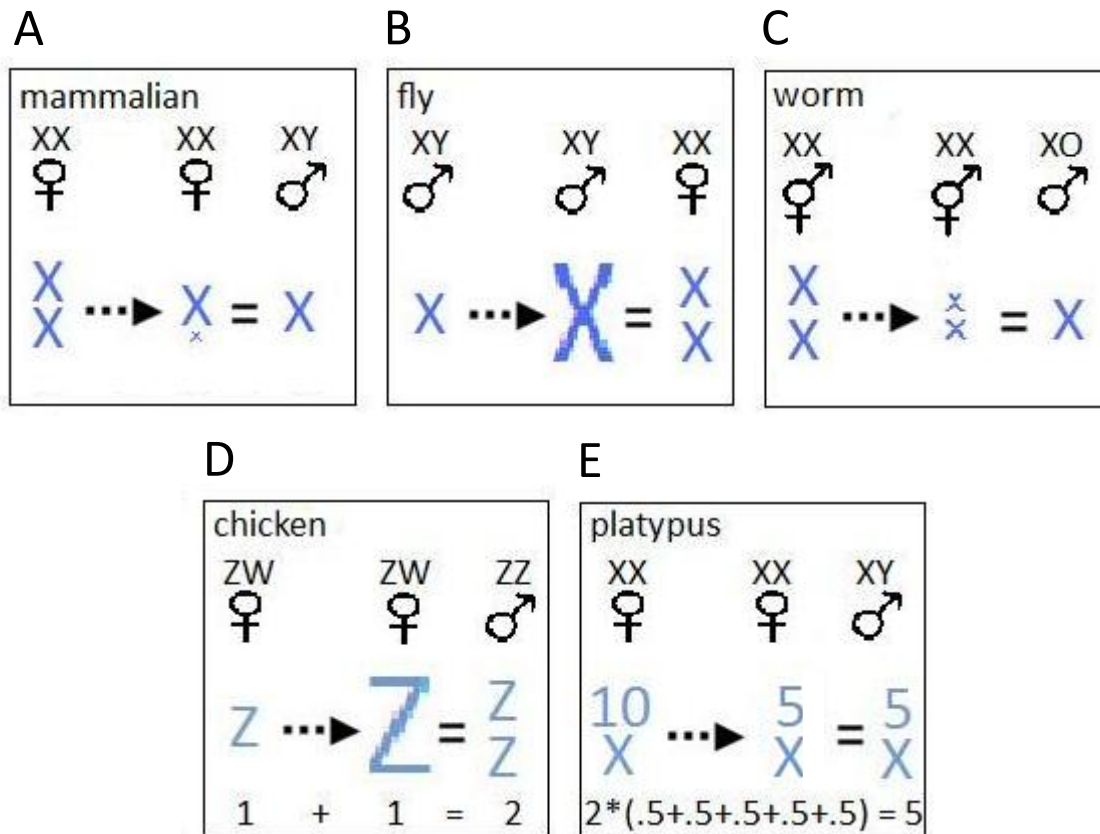 A
B
C
mammalian
XX XX XY
X
X X = X
x
fly
XY XY XX
X X = X
X
worm
XX XX XO
X
X
x
x = X
D
E
chicken
ZW ZW ZZ
Z Z = Z
Z
1 + 1 = 2
platypus
XX XX XY
10 5 = 5
X X X
2*(.5+.5+.5+.5+.5) = 5